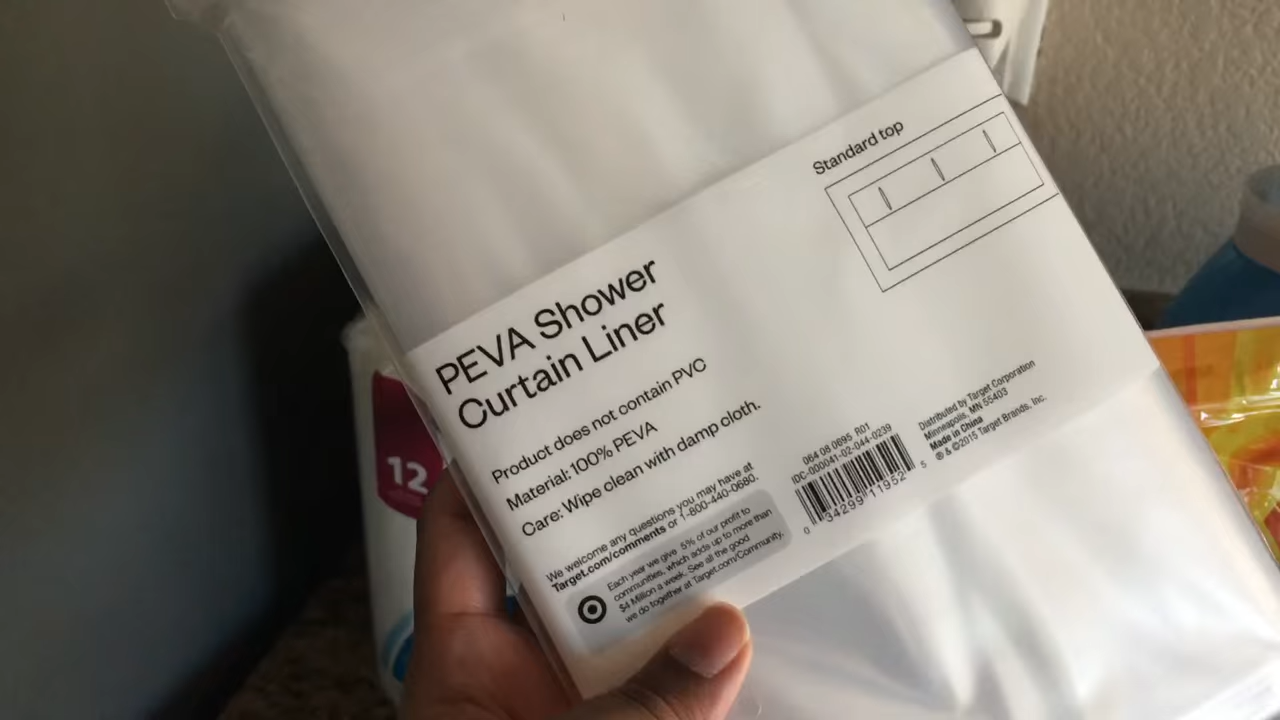 Standard top
PEVA Shower
Curtain Liner
Product does not contain PVC
Material: 100% PEVA
Care: Wipe clean with damp cloth.
We welcome any questions you may have at
Target.com/comments or 1-800-440-0680.
Each year we give 5% of our profit to
communities, which adds up to more than
$4 Million a week. See all the good
we do together at Target.com/Community.
064 08 0695 R01
IDC-000041-02-044-0239
0 34299 11952 5
Distributed by Target Corporation
Minneapolis, MN 55403
Made in China
® & ©2015 Target Brands, Inc.
12